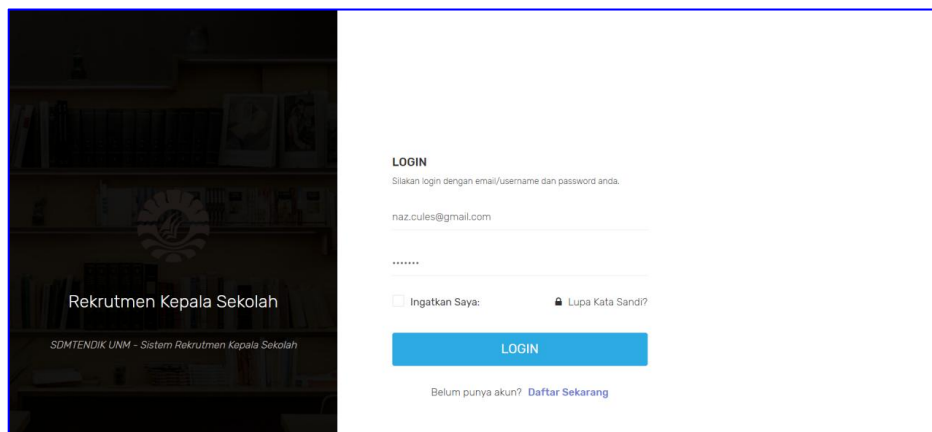 Rekrutmen Kepala Sekolah
SDMTENDIK UNM - Sistem Rekrutmen Kepala Sekolah
LOGIN
Silakan login dengan email/username dan password anda.
naz.cules@gmail.com
•••••••
Ingatkan Saya:
Lupa Kata Sandi?
LOGIN
Belum punya akun? Daftar Sekarang